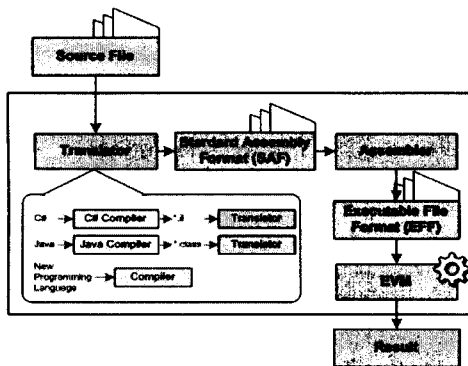 Source File
Translator
Standard Assembly
Format (SAF)
Assembler
C#
C# Compiler
*.il
Translator
Java
Java Compiler
*.class
Translator
New
Programming
Language
Compiler
Executable File
Format (EFF)
EVM
Result